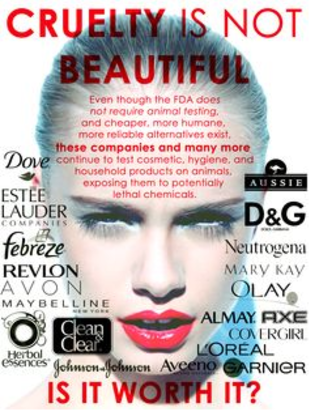 CRUELTY IS NOT
BEAUTIFUL
Even though the FDA does
not require animal testing,
and cheaper, more humane,
more reliable alternatives exist,
these companies and many more
continue to test cosmetic, hygiene, and
household products on animals,
exposing them to potentially
lethal chemicals.
Dove
ESTĒE
LAUDER
COMPANIES
febreze
REVLON
AVON
MAYBELLINE
NEW YORK
Herbal
essences
Clean
and
Clear
Johnson & Johnson
AUSSIE
D&G
DOLCE & GABBANA
Neutrogena
MARY KAY
OLAY
ALMAY AXE
COVERGIRL
L'ORÉAL
Aveeno GARNIER
IS IT WORTH IT?